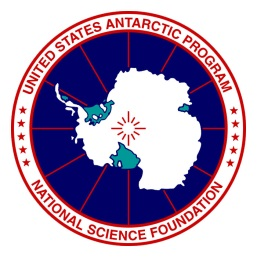 UNITED STATES ANTARCTIC PROGRAM
NATIONAL SCIENCE FOUNDATION